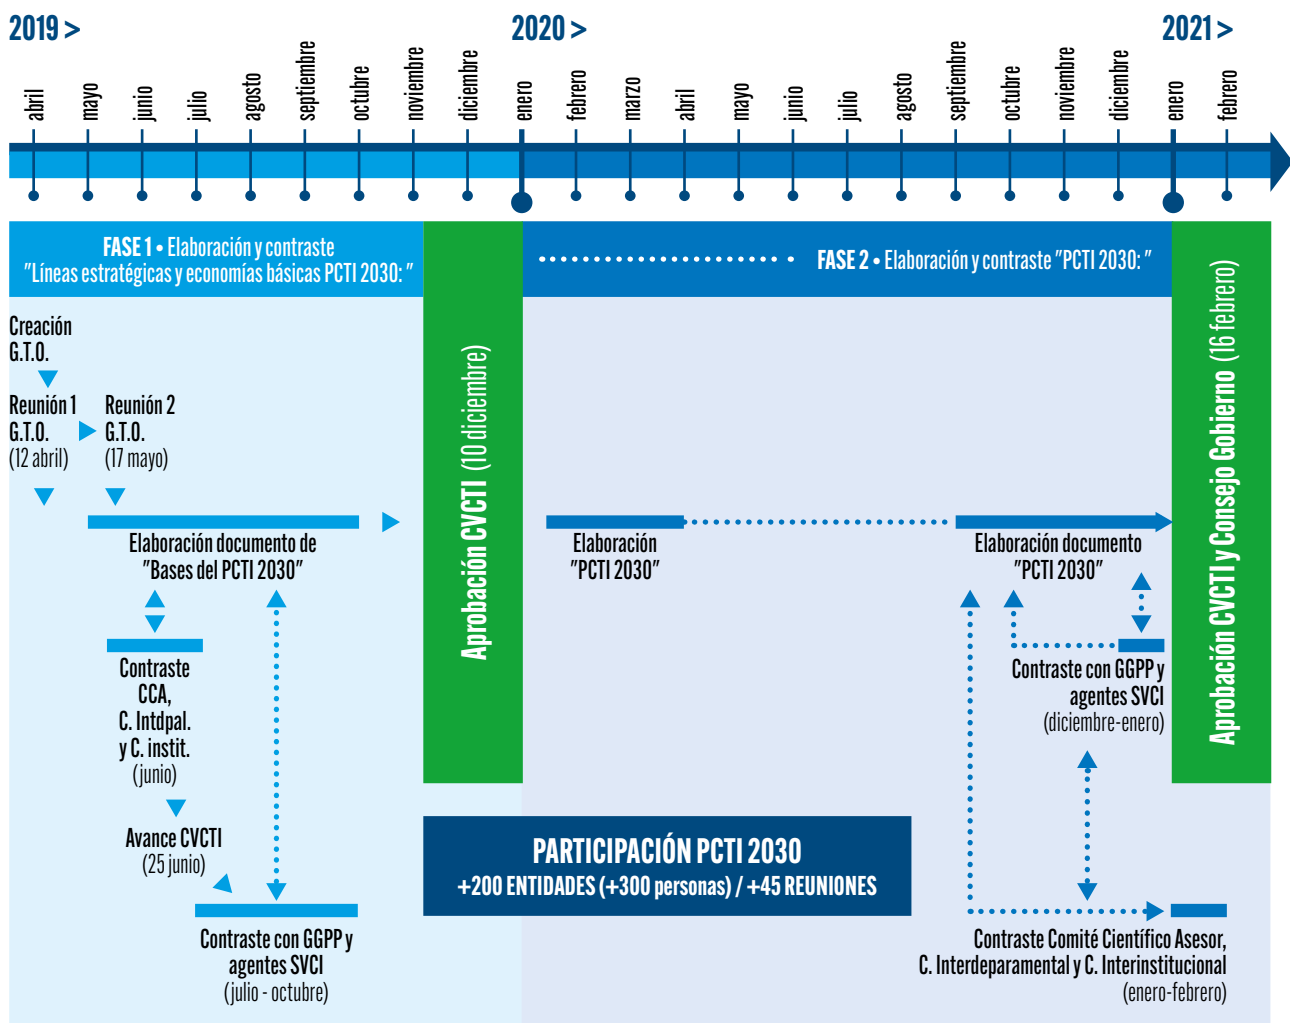 2019 >
2020 >
2021 >
abril
mayo
junio
julio
agosto
septiembre
octubre
noviembre
diciembre
enero
febrero
marzo
abril
mayo
junio
julio
agosto
septiembre
octubre
noviembre
diciembre
enero
febrero
FASE 1 • Elaboración y contraste
"Líneas estratégicas y economías básicas PCTI 2030: "
FASE 2 • Elaboración y contraste "PCTI 2030: "
Creación
G.T.O.
Reunión 1
G.T.O.
(12 abril)
Reunión 2
G.T.O.
(17 mayo)
Elaboración documento de
"Bases del PCTI 2030"
Contraste
CCA,
C. Intdpal.
y C. instit.
(junio)
Avance CVCTI
(25 junio)
Contraste con GGPP y
agentes SVCI
(julio - octubre)
Aprobación CVCTI (10 diciembre)
Elaboración
"PCTI 2030"
Elaboración documento
"PCTI 2030"
Contraste con GGPP y
agentes SVCI
(diciembre-enero)
Contraste Comité Científico Asesor,
C. Interdeparamental y C. Interinstitucional
(enero-febrero)
Aprobación CVCTI y Consejo Gobierno (16 febrero)
PARTICIPACIÓN PCTI 2030
+200 ENTIDADES (+300 personas) / +45 REUNIONES